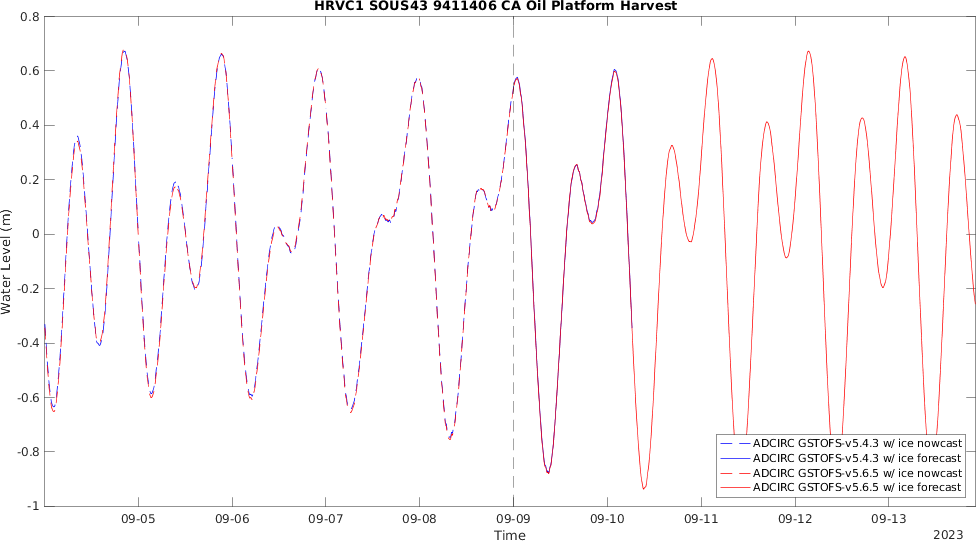 HRVC1 SOUS43 9411406 CA Oil Platform Harvest
0.8
0.6
0.4
0.2
0
-0.2
-0.4
-0.6
-0.8
-1
Water Level (m)
ADCIRC GSTOFS-v5.4.3 w/ ice nowcast
ADCIRC GSTOFS-v5.4.3 w/ ice forecast
ADCIRC GSTOFS-v5.6.5 w/ ice nowcast
ADCIRC GSTOFS-v5.6.5 w/ ice forecast
09-05 09-06 09-07 09-08 09-09 09-10 09-11 09-12 09-13
Time
2023